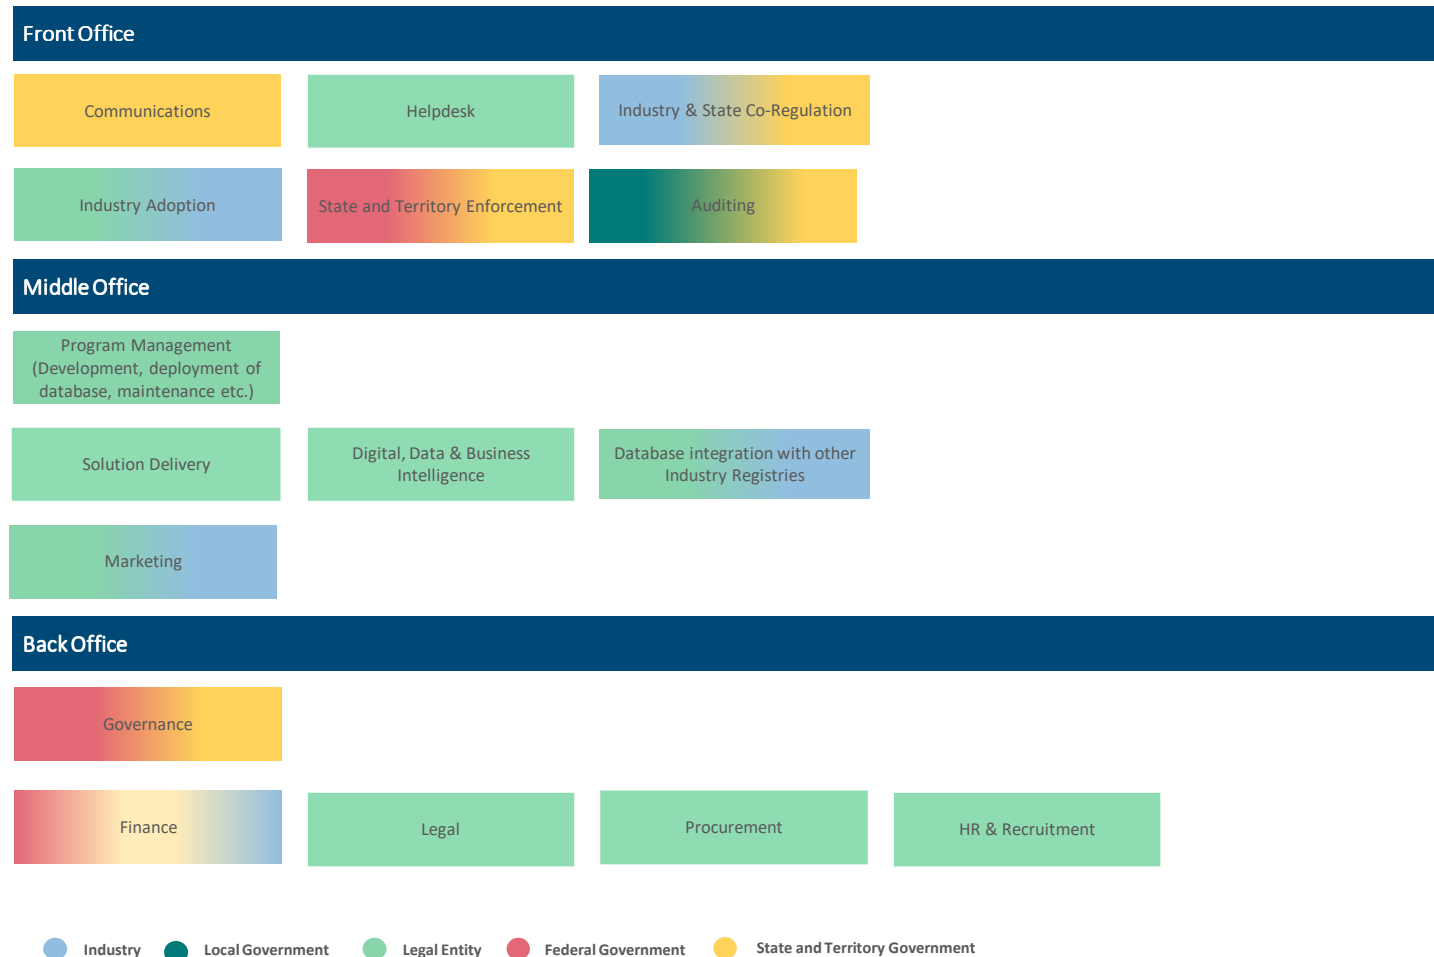 Front Office
Communications
Helpdesk
Industry & State Co-Regulation
Industry Adoption
State and Territory Enforcement
Auditing
Middle Office
Program Management
(Development, deployment of
database, maintenance etc.)
Solution Delivery
Digital, Data & Business
Intelligence
Database integration with other
Industry Registries
Marketing
Back Office
Governance
Finance
Legal
Procurement
HR & Recruitment
Industry
Local Government
Legal Entity
Federal Government
State and Territory Government